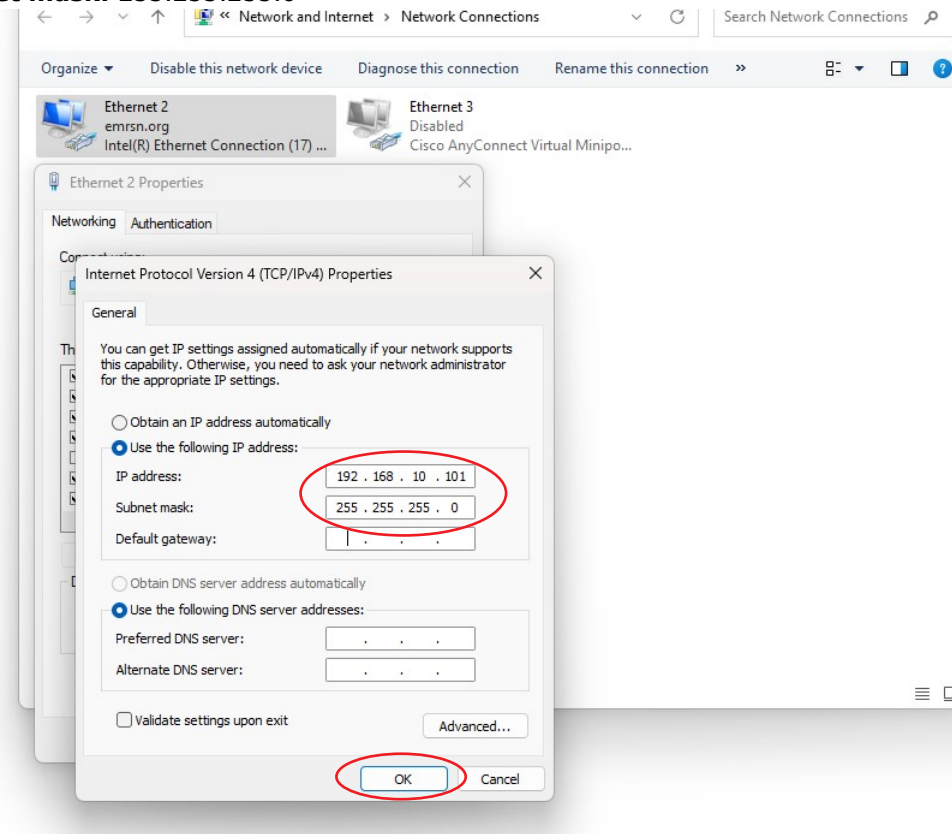 Network and Internet > Network Connections
Search Network Connections
Organize
Disable this network device
Diagnose this connection
Rename this connection
»
Ethernet 2
emrsn.org
Intel(R) Ethernet Connection (17) ...
Ethernet 3
Disabled
Cisco AnyConnect Virtual Minipo...
Ethernet 2 Properties
Networking
Authentication
Internet Protocol Version 4 (TCP/IPv4) Properties
General
You can get IP settings assigned automatically if your network supports
this capability. Otherwise, you need to ask your network administrator
for the appropriate IP settings.
Obtain an IP address automatically
Use the following IP address:
IP address: 192 . 168 . 10 . 101
Subnet mask: 255 . 255 . 255 . 0
Default gateway: . . .
Obtain DNS server address automatically
Use the following DNS server addresses:
Preferred DNS server: . . .
Alternate DNS server: . . .
Validate settings upon exit
Advanced...
OK
Cancel